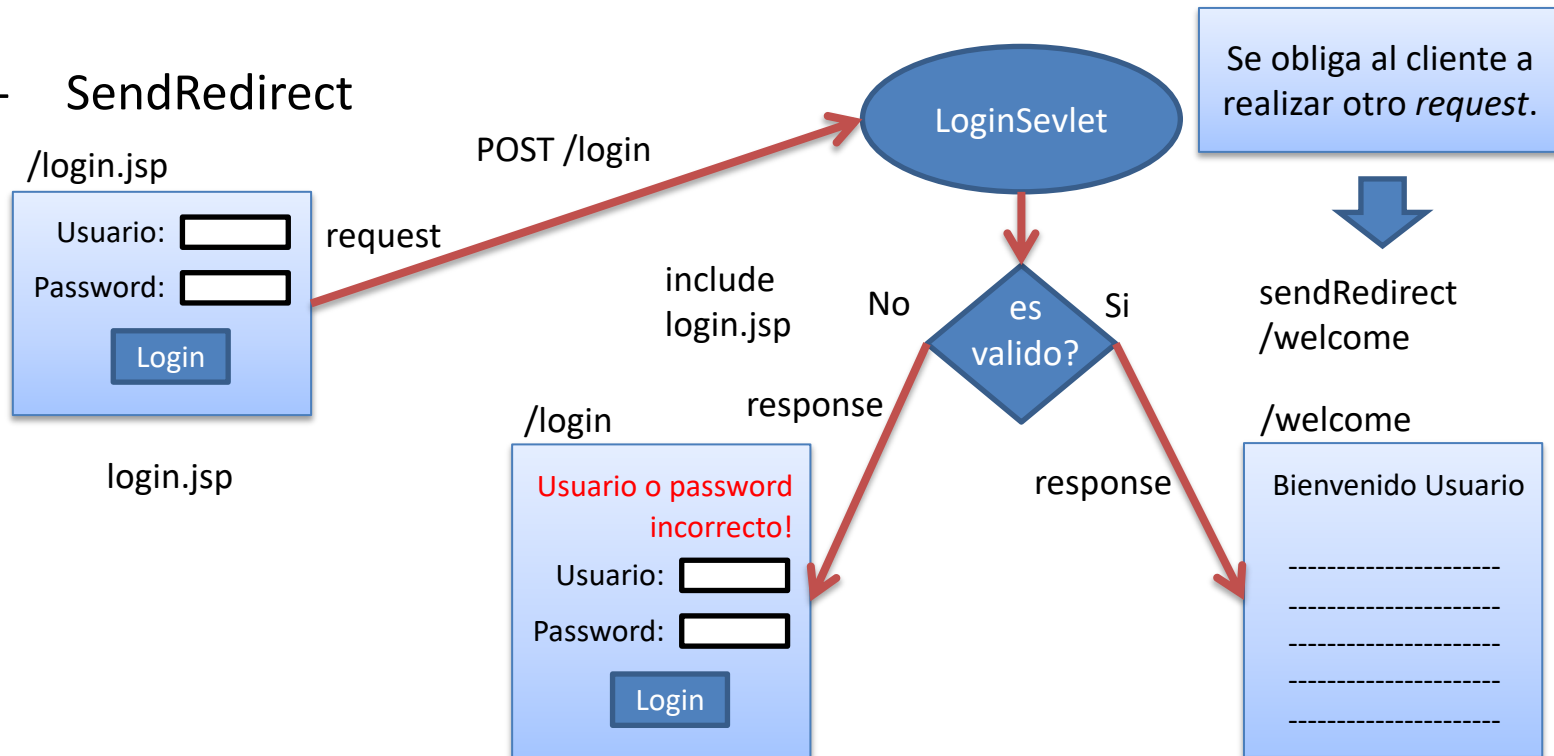 - SendRedirect
/login.jsp
Usuario:
Password:
Login
login.jsp
request
POST /login
LoginSevlet
Se obliga al cliente a
realizar otro request.
include
login.jsp
No
es
valido?
Si
sendRedirect
/welcome
response
/login
Usuario o password
incorrecto!
Usuario:
Password:
Login
response
/welcome
Bienvenido Usuario
----------------------
----------------------
----------------------
----------------------
----------------------